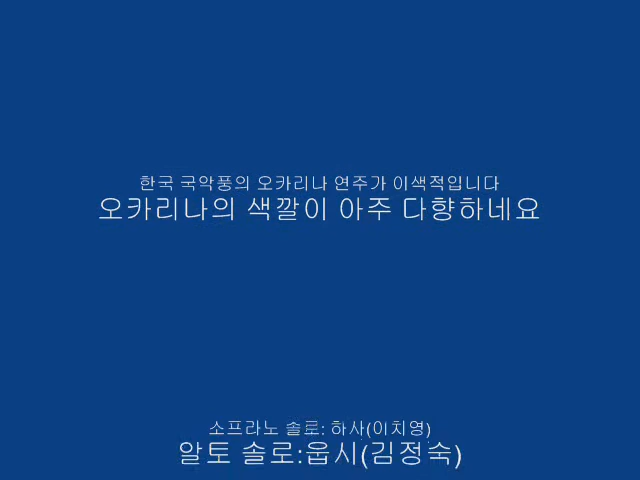 한국 국악풍의 오카리나 연주가 이색적입니다
오카리나의 색깔이 아주 다향하네요
소프라노 솔로: 하사(이치영)
알토 솔로:웁시(김정숙)